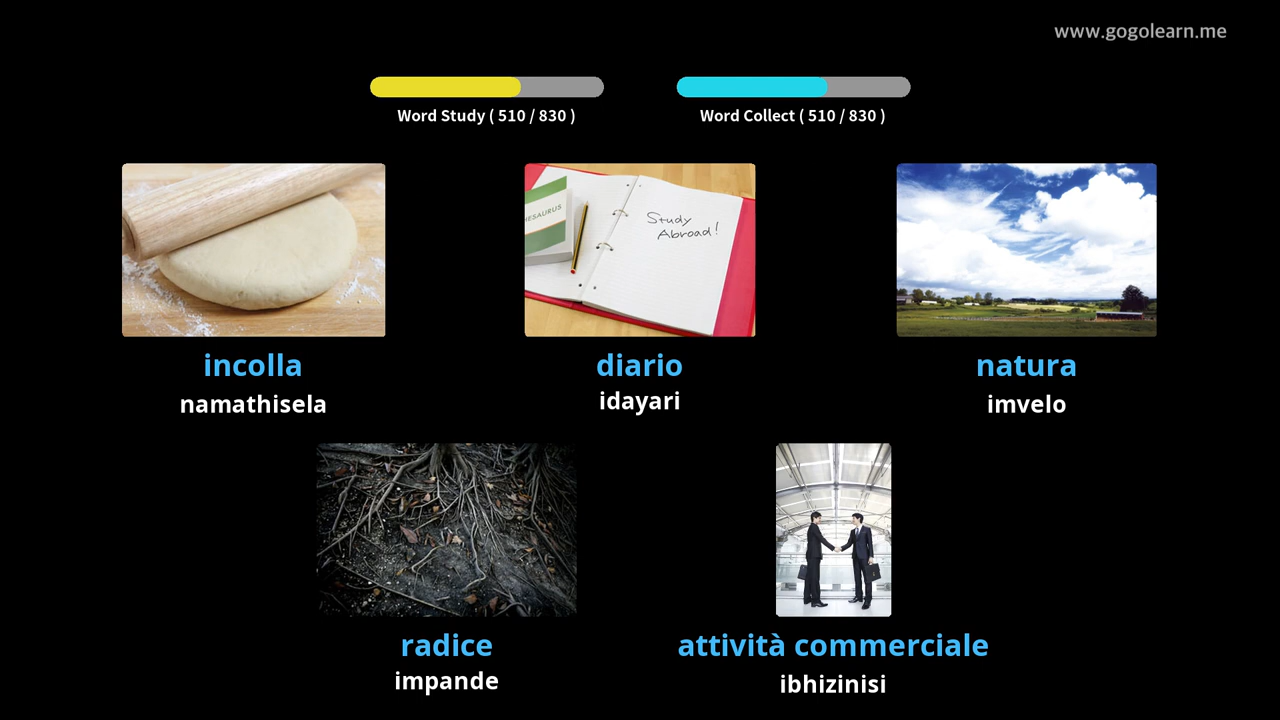 www.gogolearn.me
Word Study ( 510 / 830 )
Word Collect ( 510 / 830 )
HESAURUS
Study
Abroad!
incolla
diario
natura
namathisela
idayari
imvelo
radice
attività commerciale
impande
ibhizinisi